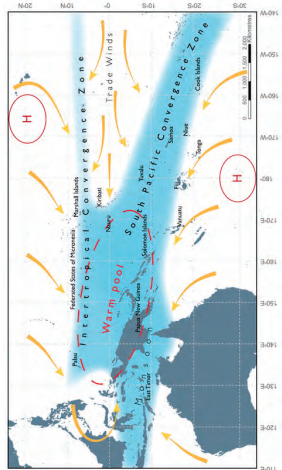 20°N
10°N
0°
10°S
20°S
H
Intertropical Convergence Zone
Trade Winds
Palau
Federated States of Micronesia
Marshall Islands
Kiribati
Nauru
Warm pool
South Pacific Convergence Zone
Monsoon
Papua New Guinea
Solomon Islands
Tuvalu
East Timor
Samoa
Cook Islands
Niue
Vanuatu
Fiji
Tonga
H
0 500 1,000 2,000
Kilometres
110°E 120°E 130°E 140°E 150°E 160°E 170°E 180° 170°W 160°W 150°W 140°W